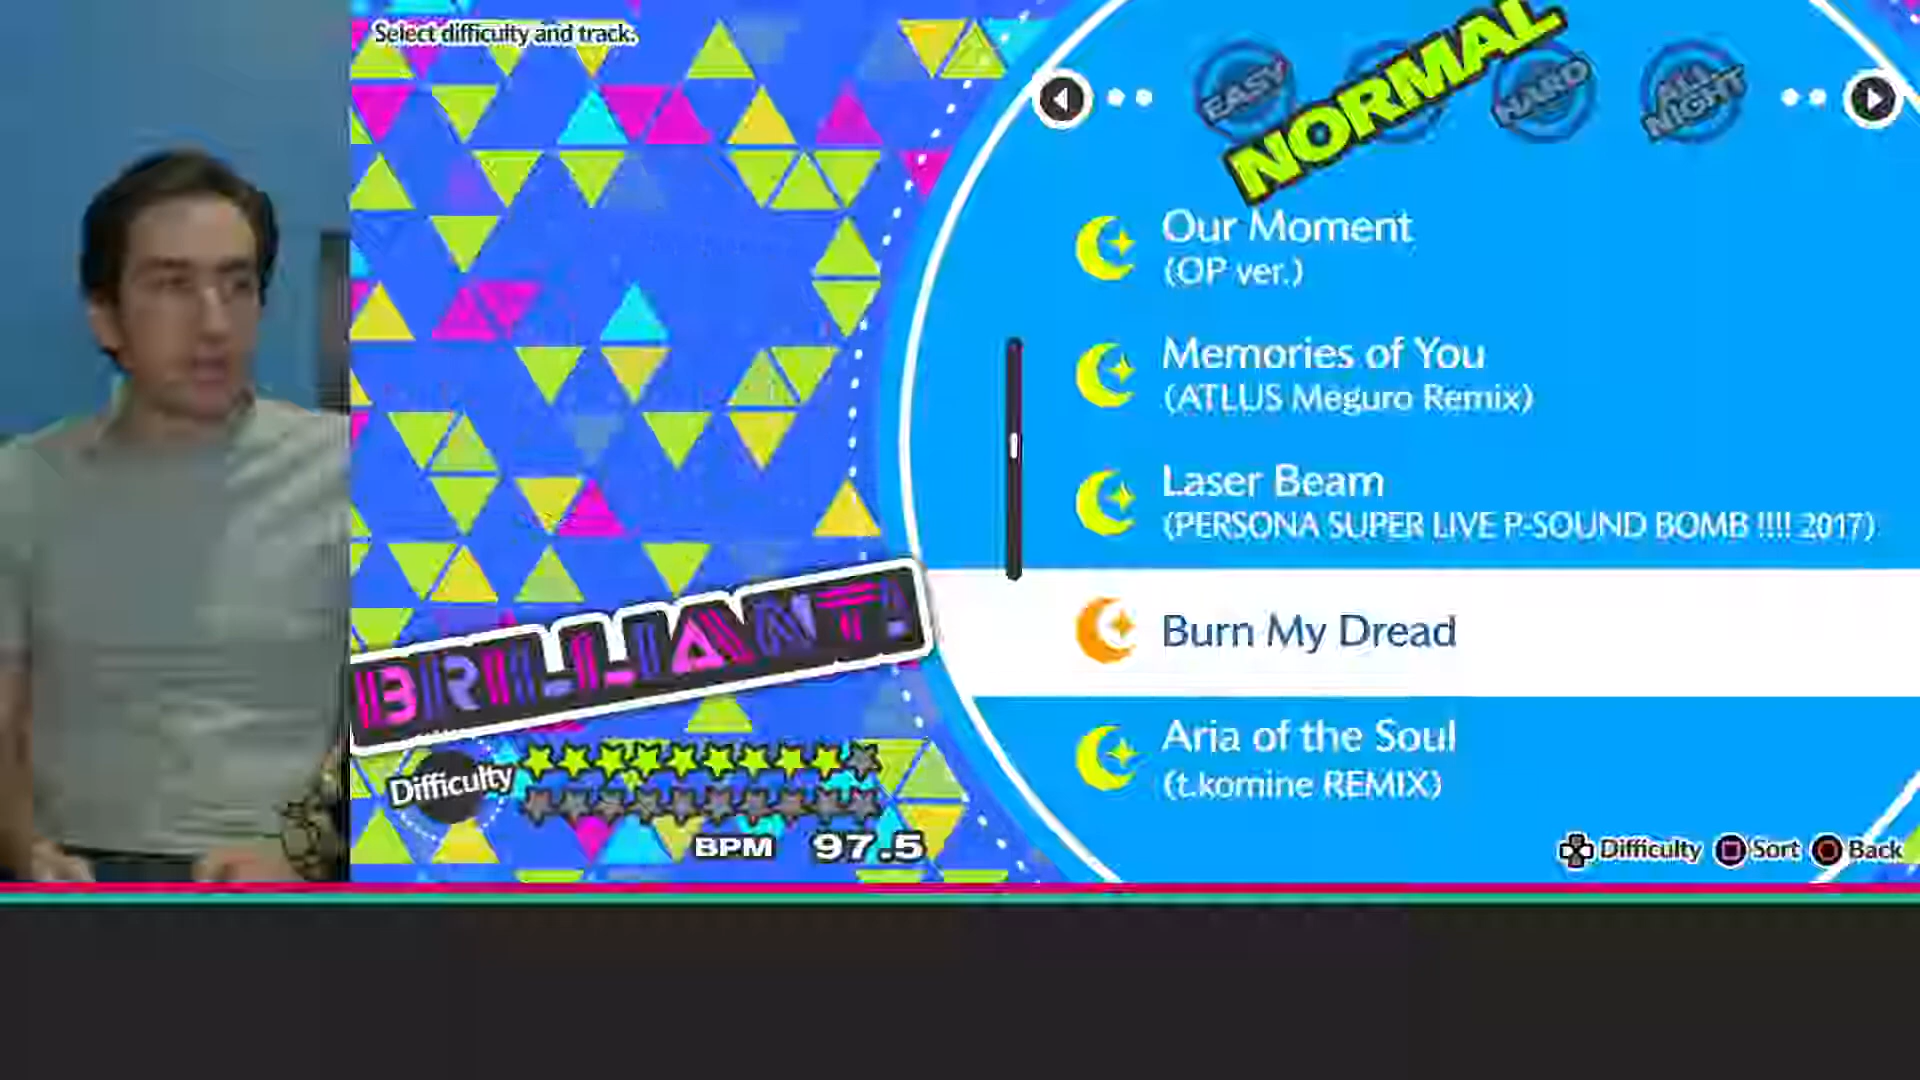 Select difficulty and track.
EASY
NORMAL
HARD
ALL NIGHT
Our Moment
(OP ver.)
Memories of You
(ATLUS Meguro Remix)
Laser Beam
(PERSONA SUPER LIVE P-SOUND BOMB !!!! 2017)
Burn My Dread
Aria of the Soul
(t.komine REMIX)
BRILLIANT!
Difficulty
BPM 97.5
Difficulty Sort Back